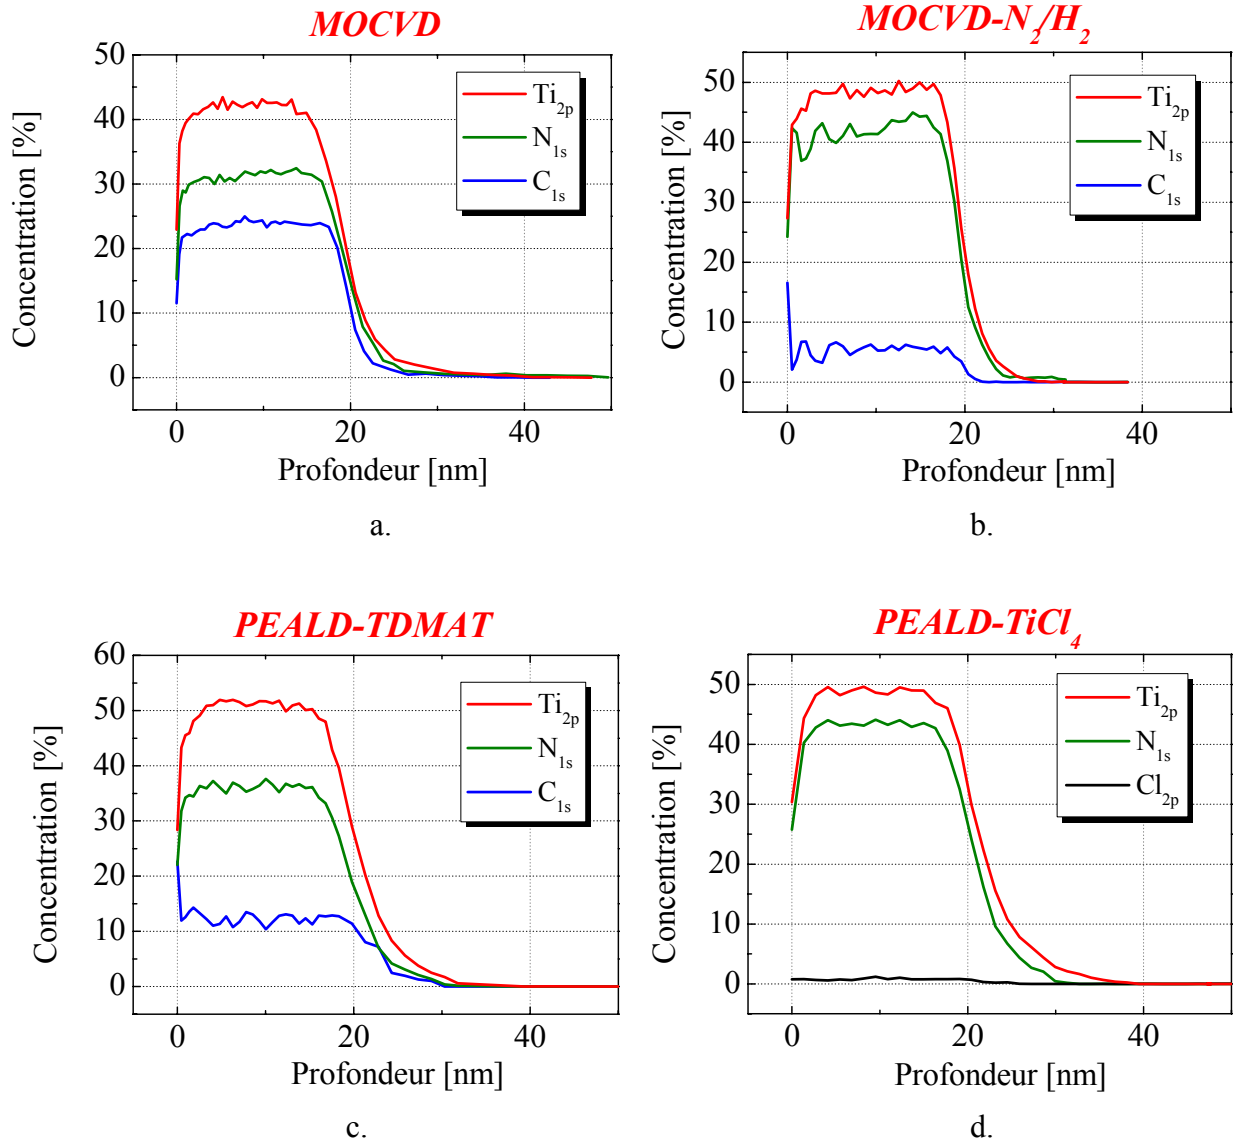 MOCVD
50
40
30
20
10
0
Concentration [%]
Ti2p
N1s
C1s
0 20 40
Profondeur [nm]
a.
MOCVD-N2/H2
50
40
30
20
10
0
Concentration [%]
Ti2p
N1s
C1s
0 20 40
Profondeur [nm]
b.
PEALD-TDMAT
60
50
40
30
20
10
0
Concentration [%]
Ti2p
N1s
C1s
0 20 40
Profondeur [nm]
c.
PEALD-TiCl4
50
40
30
20
10
0
Concentration [%]
Ti2p
N1s
Cl2p
0 20 40
Profondeur [nm]
d.